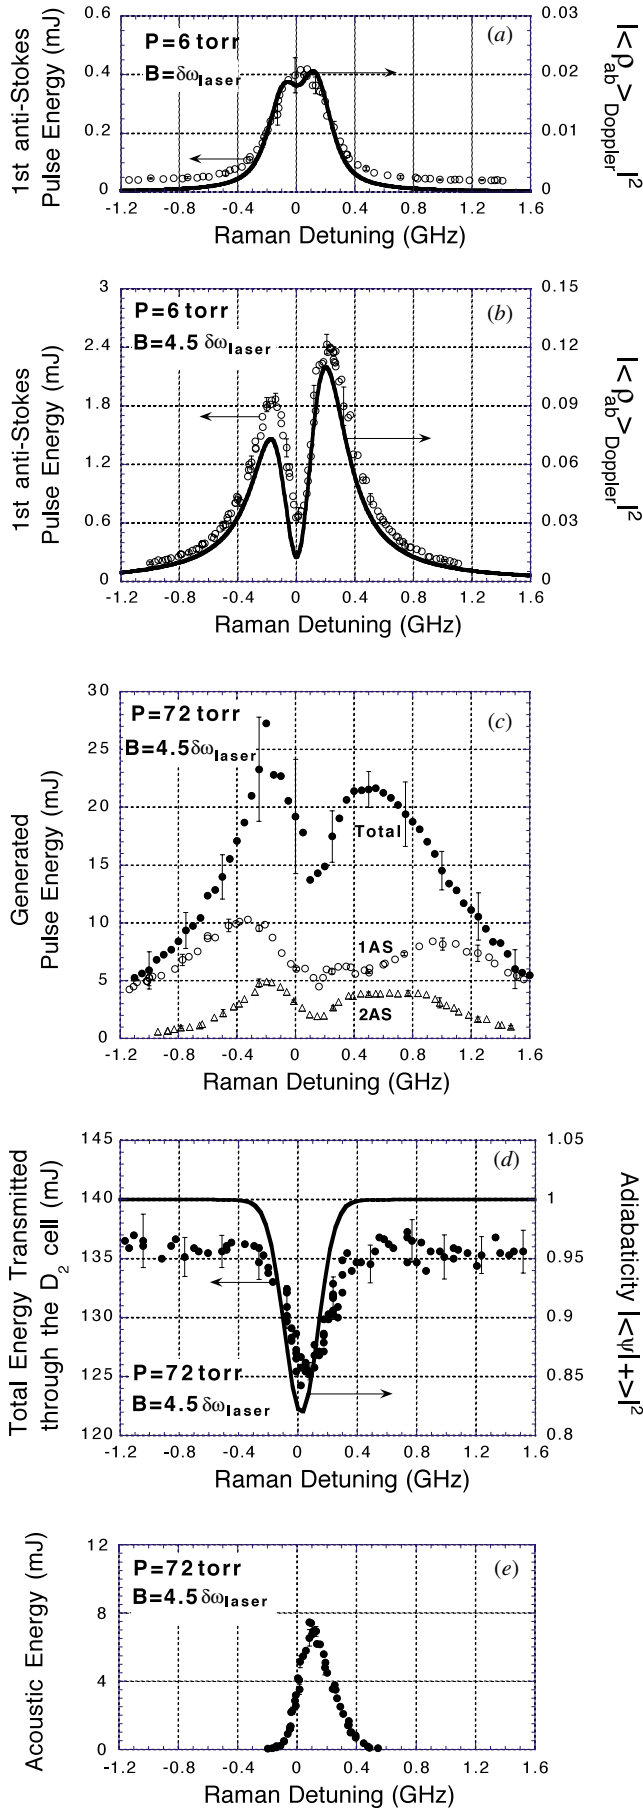 (a)
P=6 torr
B=δω_laser
1st anti-Stokes
Pulse Energy (mJ)
0.6
0.4
0.2
0
0.03
0.02
0.01
0
|<ρ_ab>_Doppler|²
-1.2 -0.8 -0.4 0 0.4 0.8 1.2 1.6
Raman Detuning (GHz)
(b)
P=6 torr
B=4.5 δω_laser
1st anti-Stokes
Pulse Energy (mJ)
3
2.4
1.8
1.2
0.6
0
0.15
0.12
0.09
0.06
0.03
0
|<ρ_ab>_Doppler|²
-1.2 -0.8 -0.4 0 0.4 0.8 1.2 1.6
Raman Detuning (GHz)
(c)
P=72 torr
B=4.5δω_laser
Generated
Pulse Energy (mJ)
30
25
20
15
10
5
0
Total
1AS
2AS
-1.2 -0.8 -0.4 0 0.4 0.8 1.2 1.6
Raman Detuning (GHz)
(d)
Total Energy Transmitted
through the D₂ cell (mJ)
145
140
135
130
125
120
1.05
1
0.95
0.9
0.85
0.8
Adiabaticity |<ψ|+>|²
P=72 torr
B=4.5 δω_laser
-1.2 -0.8 -0.4 0 0.4 0.8 1.2 1.6
Raman Detuning (GHz)
(e)
P=72 torr
B=4.5 δω_laser
Acoustic Energy (mJ)
12
8
4
0
-1.2 -0.8 -0.4 0 0.4 0.8 1.2 1.6
Raman Detuning (GHz)